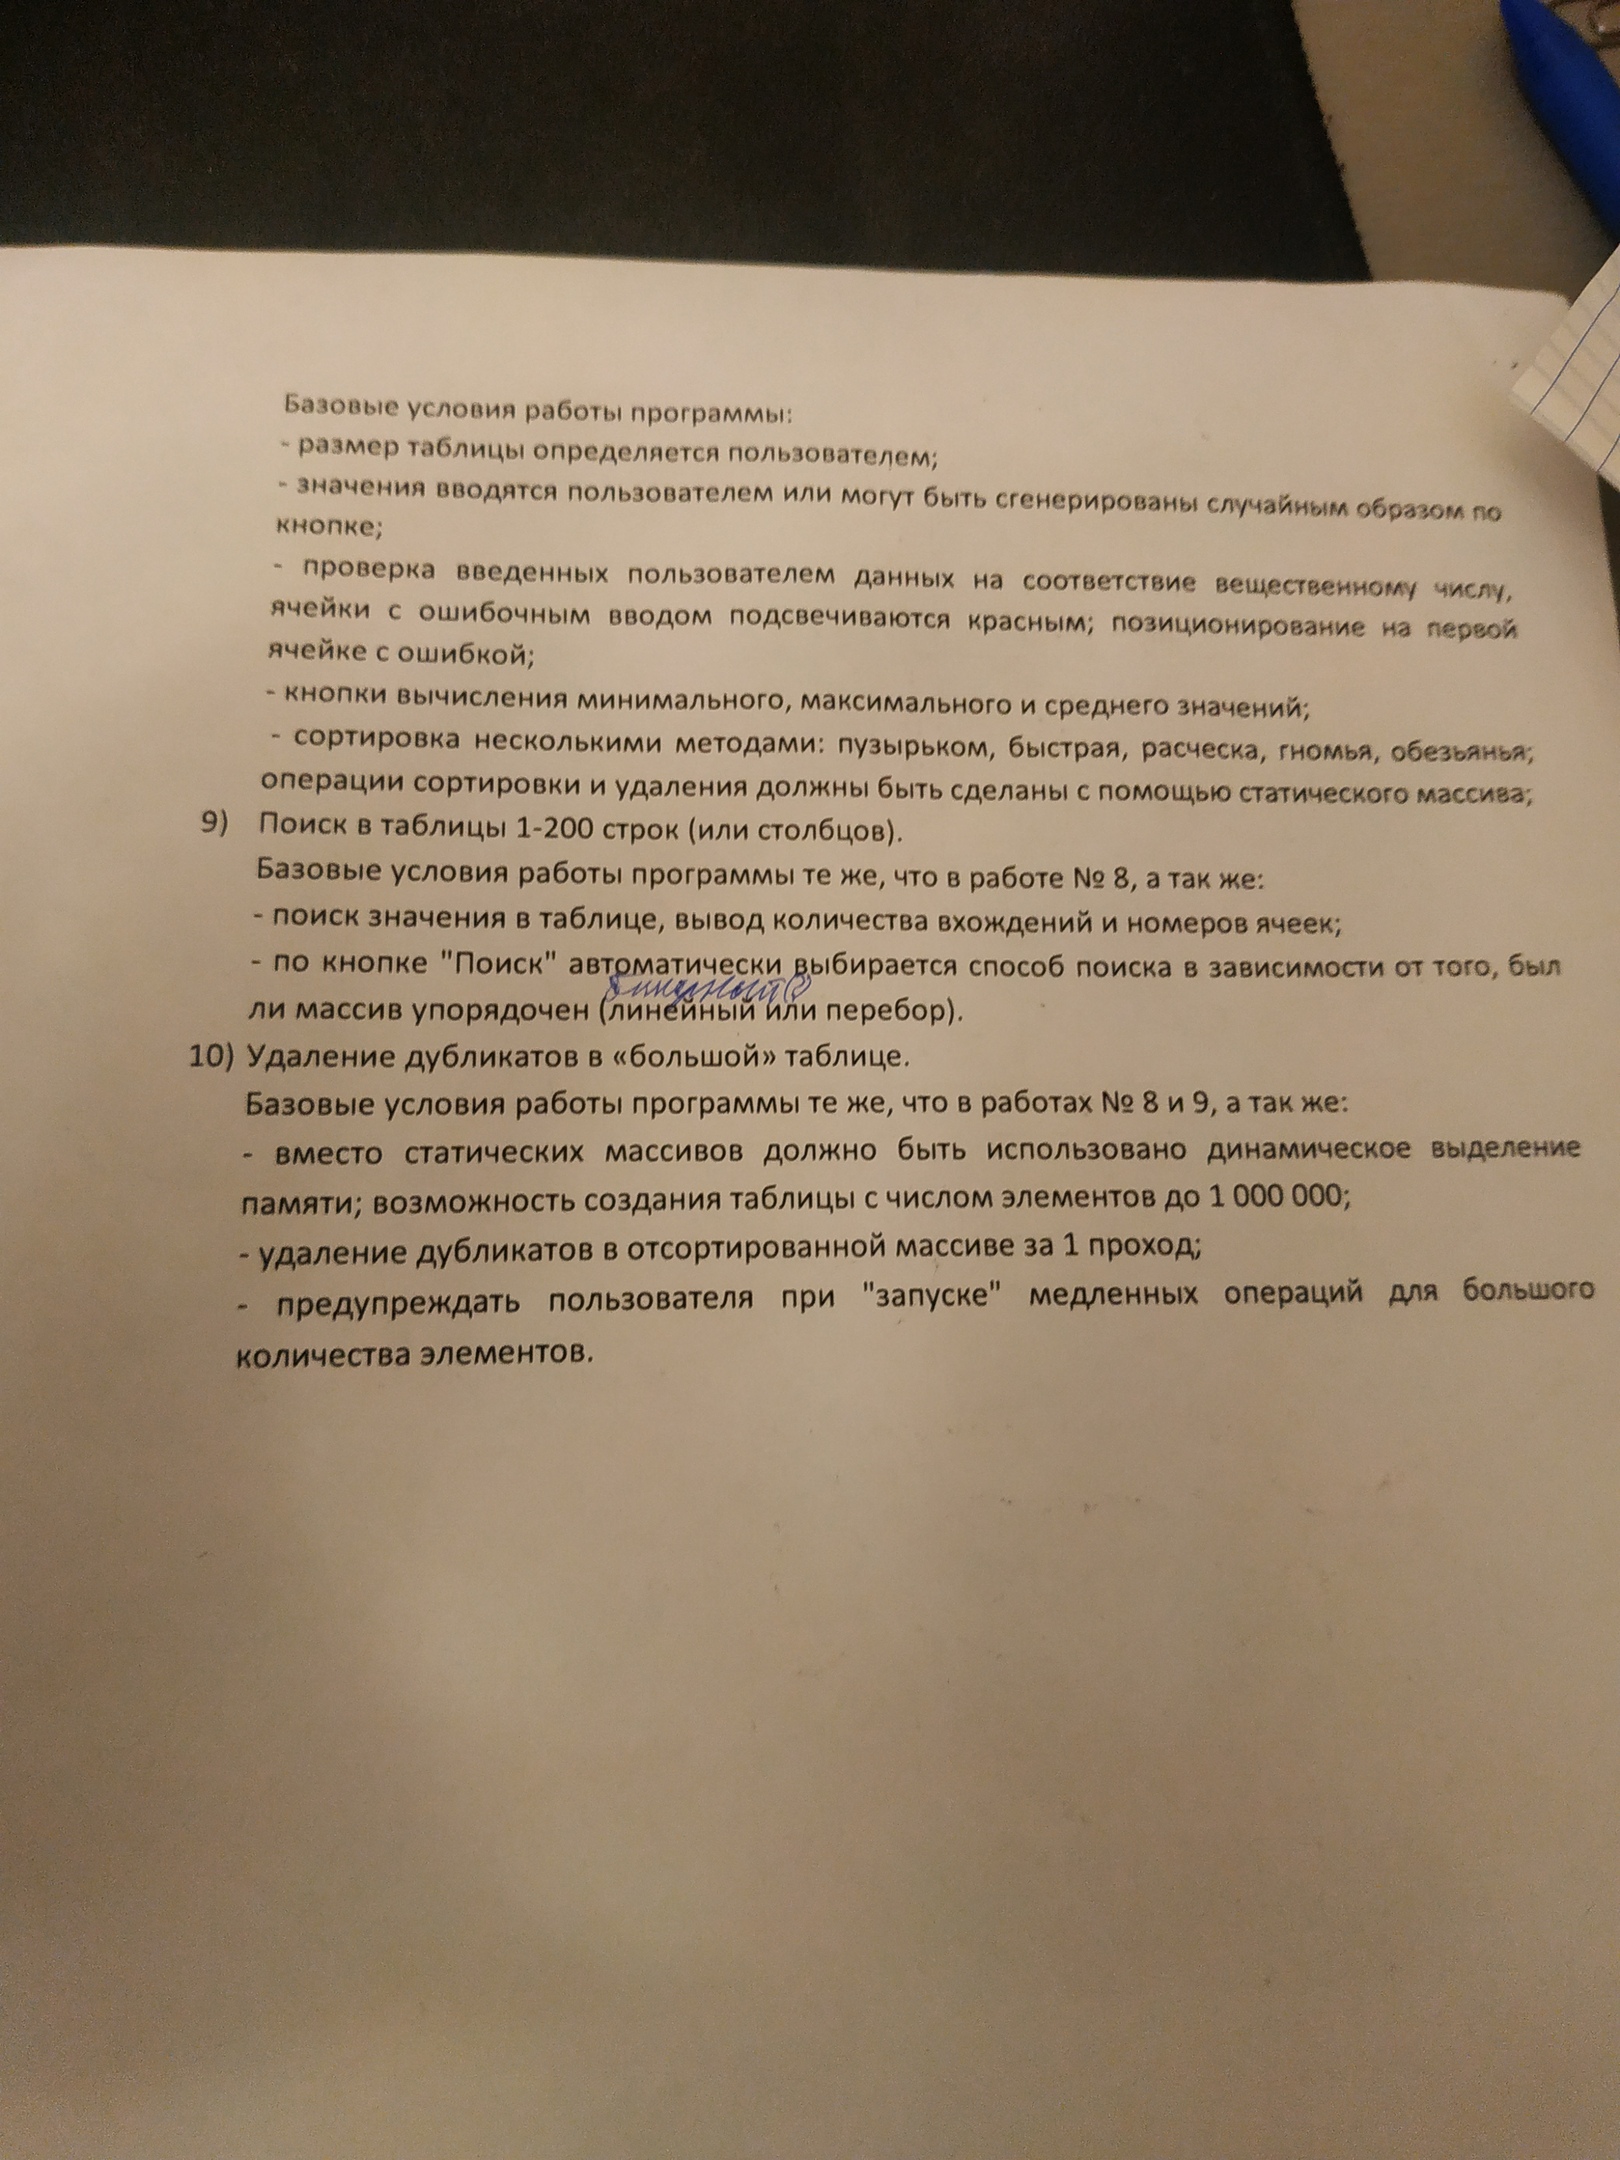 Базовые условия работы программы:
- размер таблицы определяется пользователем;
- значения вводятся пользователем или могут быть сгенерированы случайным образом по
кнопке;
- проверка введенных пользователем данных на соответствие вещественному числу,
ячейки с ошибочным вводом подсвечиваются красным; позиционирование на первой
ячейке с ошибкой;
- кнопки вычисления минимального, максимального и среднего значений;
- сортировка несколькими методами: пузырьком, быстрая, расческа, гномья, обезьянья;
операции сортировки и удаления должны быть сделаны с помощью статического массива;
9) Поиск в таблицы 1-200 строк (или столбцов).
Базовые условия работы программы те же, что в работе № 8, а так же:
- поиск значения в таблице, вывод количества вхождений и номеров ячеек;
- по кнопке "Поиск" автоматически выбирается способ поиска в зависимости от того, был
ли массив упорядочен (линейный или перебор).
10) Удаление дубликатов в «большой» таблице.
Базовые условия работы программы те же, что в работах № 8 и 9, а так же:
- вместо статических массивов должно быть использовано динамическое выделение
памяти; возможность создания таблицы с числом элементов до 1 000 000;
- удаление дубликатов в отсортированной массиве за 1 проход;
- предупреждать пользователя при "запуске" медленных операций для большого
количества элементов.